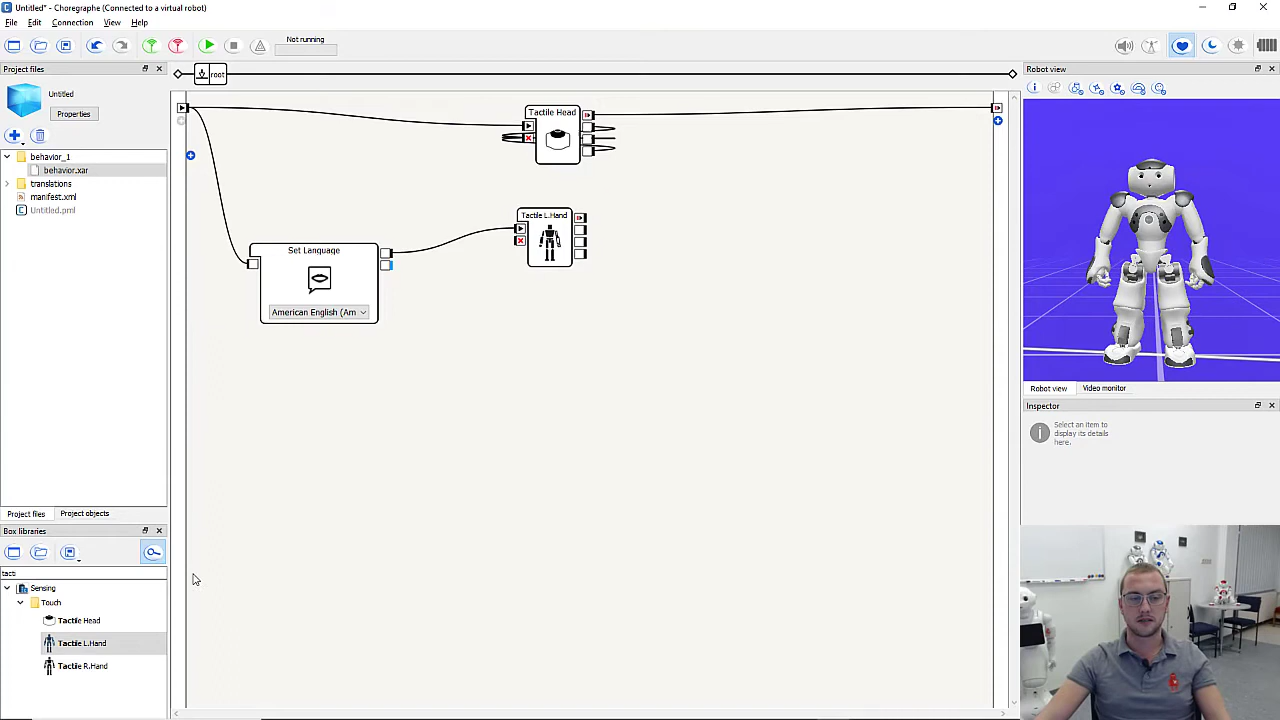 Untitled* - Choregraphe (Connected to a virtual robot)
File Edit Connection View Help
Not running
Project files
root
Robot view
Untitled
Properties
behavior_1
behavior.xar
translations
manifest.xml
Untitled.pml
Tactile Head
Tactile L.Hand
Set Language
American English (Am
Robot view Video monitor
Inspector
Select an item to
display its details
here.
Project files Project objects
Box libraries
tacti
Sensing
Touch
Tactile Head
Tactile L.Hand
Tactile R.Hand